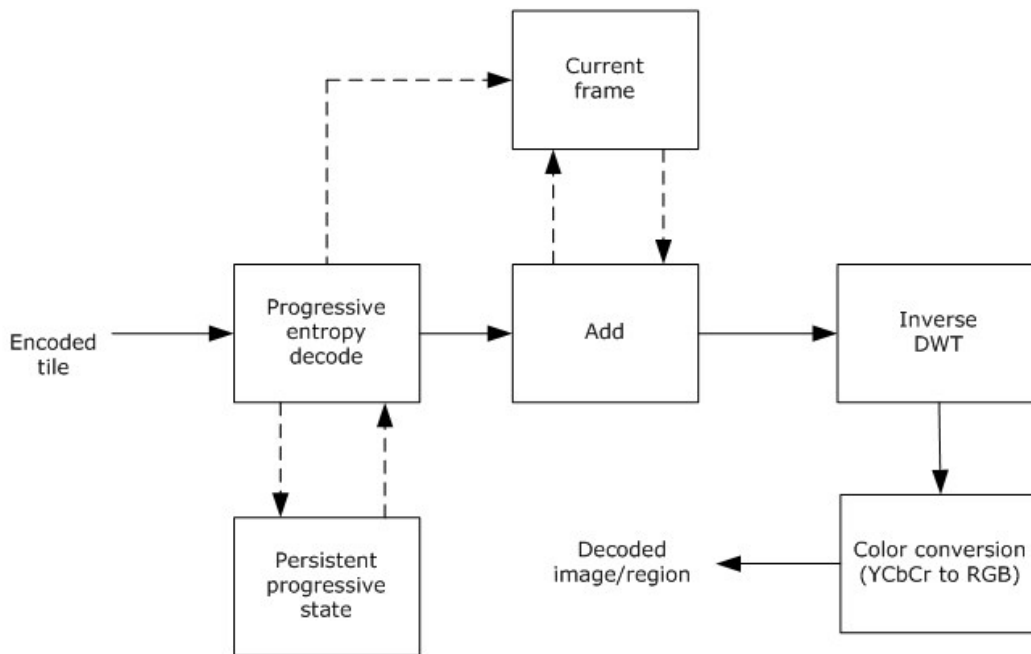 Current
frame
Encoded
tile
Progressive
entropy
decode
Add
Inverse
DWT
Persistent
progressive
state
Decoded
image/region
Color conversion
(YCbCr to RGB)